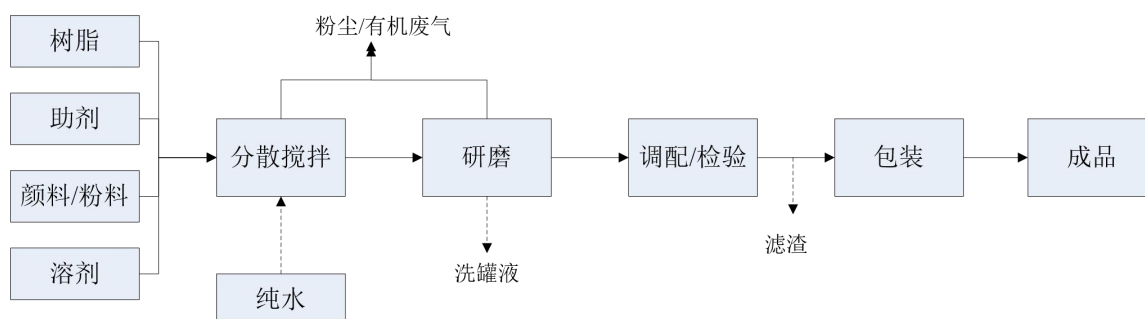 粉尘/有机废气
树脂
助剂
颜料/粉料
溶剂
分散搅拌
研磨
调配/检验
包装
成品
纯水
洗罐液
滤渣